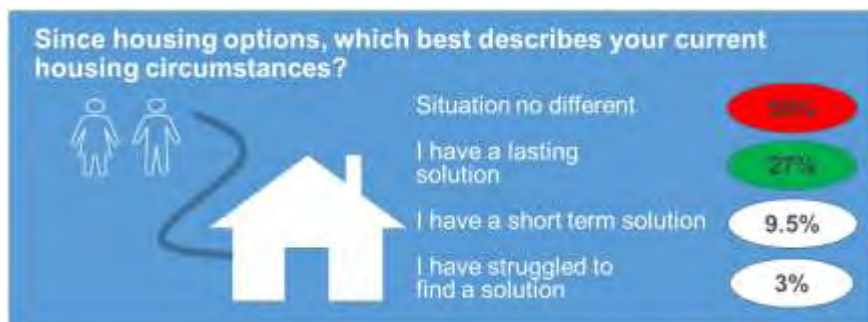 Since housing options, which best describes your current
housing circumstances?
Situation no different
I have a lasting
solution
27%
I have a short term solution
9.5%
I have struggled to
find a solution
3%